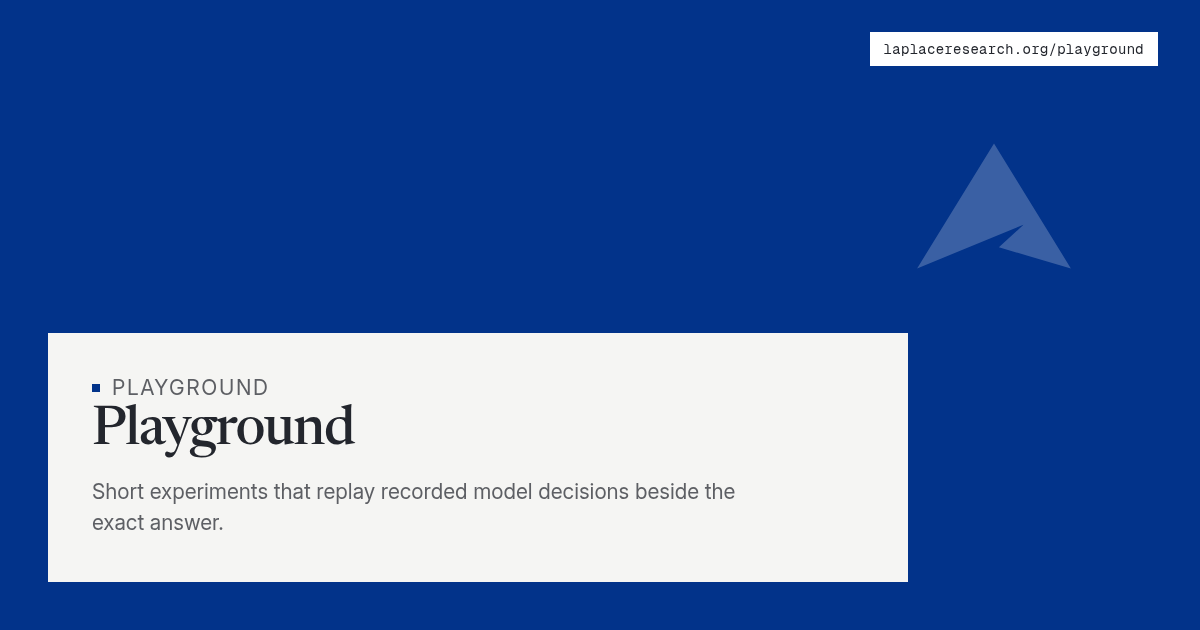 laplaceresearch.org/playground
PLAYGROUND
Playground
Short experiments that replay recorded model decisions beside the
exact answer.